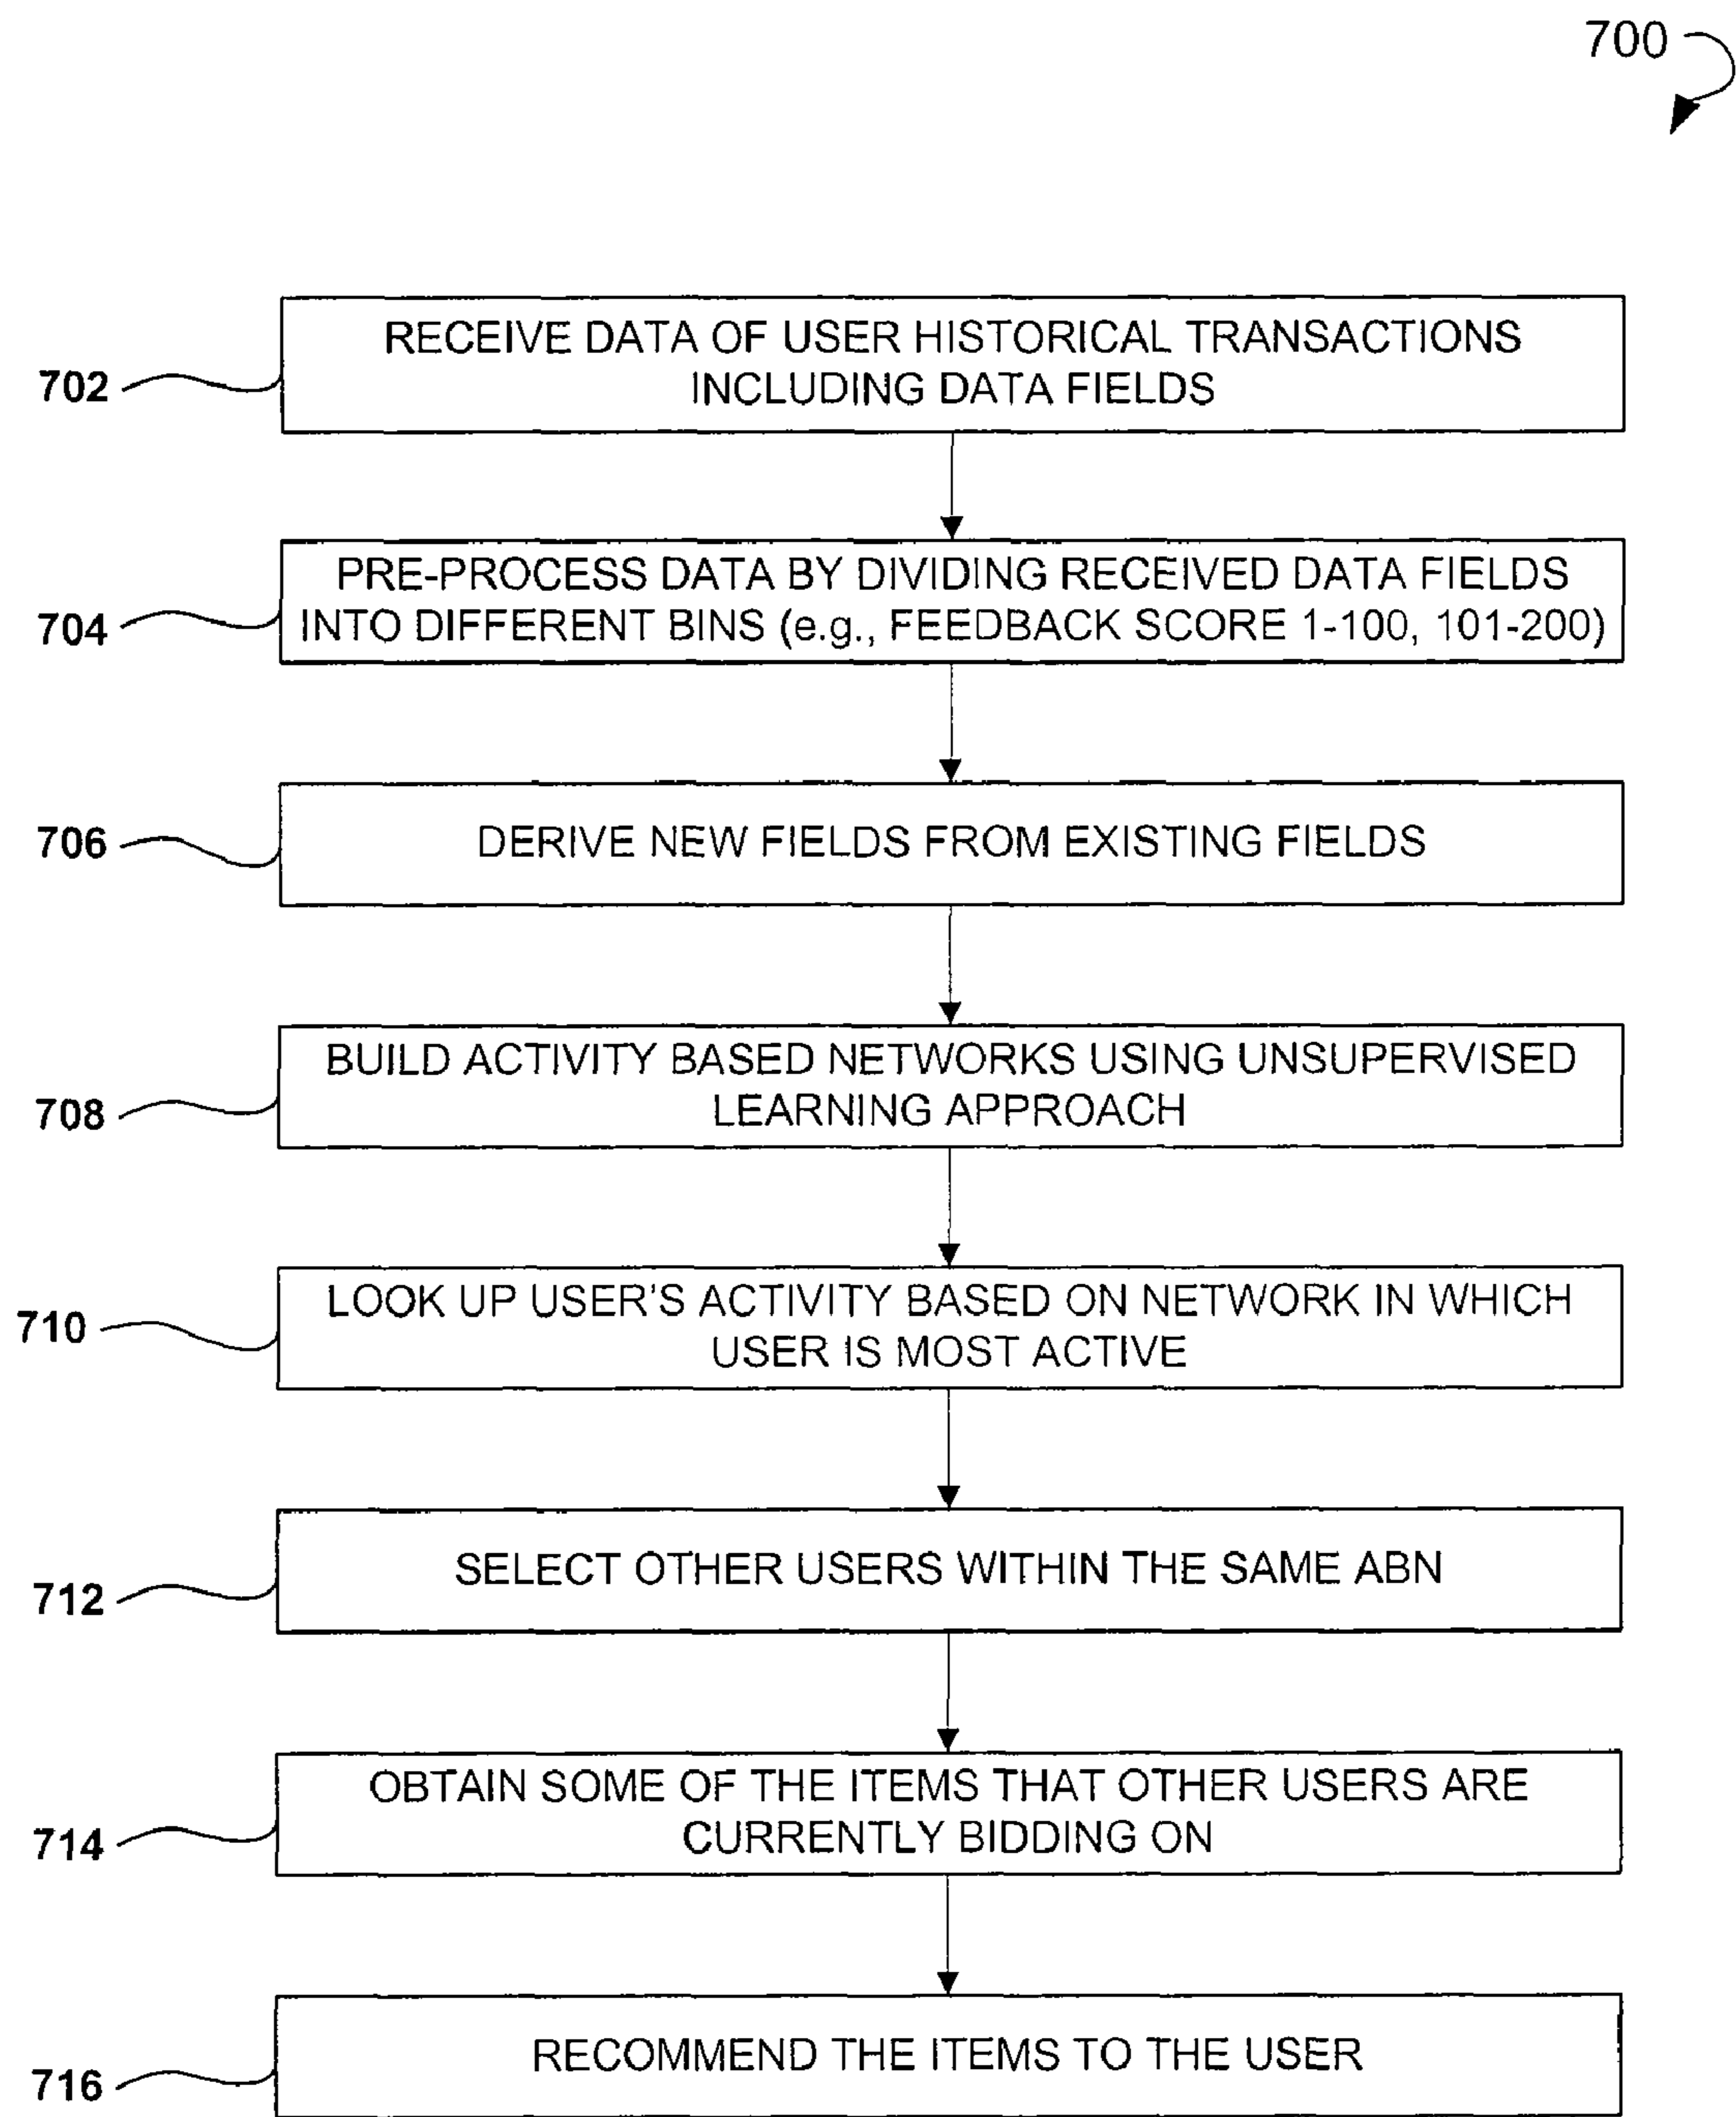 700
RECEIVE DATA OF USER HISTORICAL TRANSACTIONS
INCLUDING DATA FIELDS
702
PRE-PROCESS DATA BY DIVIDING RECEIVED DATA FIELDS
INTO DIFFERENT BINS (e.g., FEEDBACK SCORE 1-100, 101-200)
704
DERIVE NEW FIELDS FROM EXISTING FIELDS
706
BUILD ACTIVITY BASED NETWORKS USING UNSUPERVISED
LEARNING APPROACH
708
LOOK UP USER'S ACTIVITY BASED ON NETWORK IN WHICH
USER IS MOST ACTIVE
710
SELECT OTHER USERS WITHIN THE SAME ABN
712
OBTAIN SOME OF THE ITEMS THAT OTHER USERS ARE
CURRENTLY BIDDING ON
714
RECOMMEND THE ITEMS TO THE USER
716